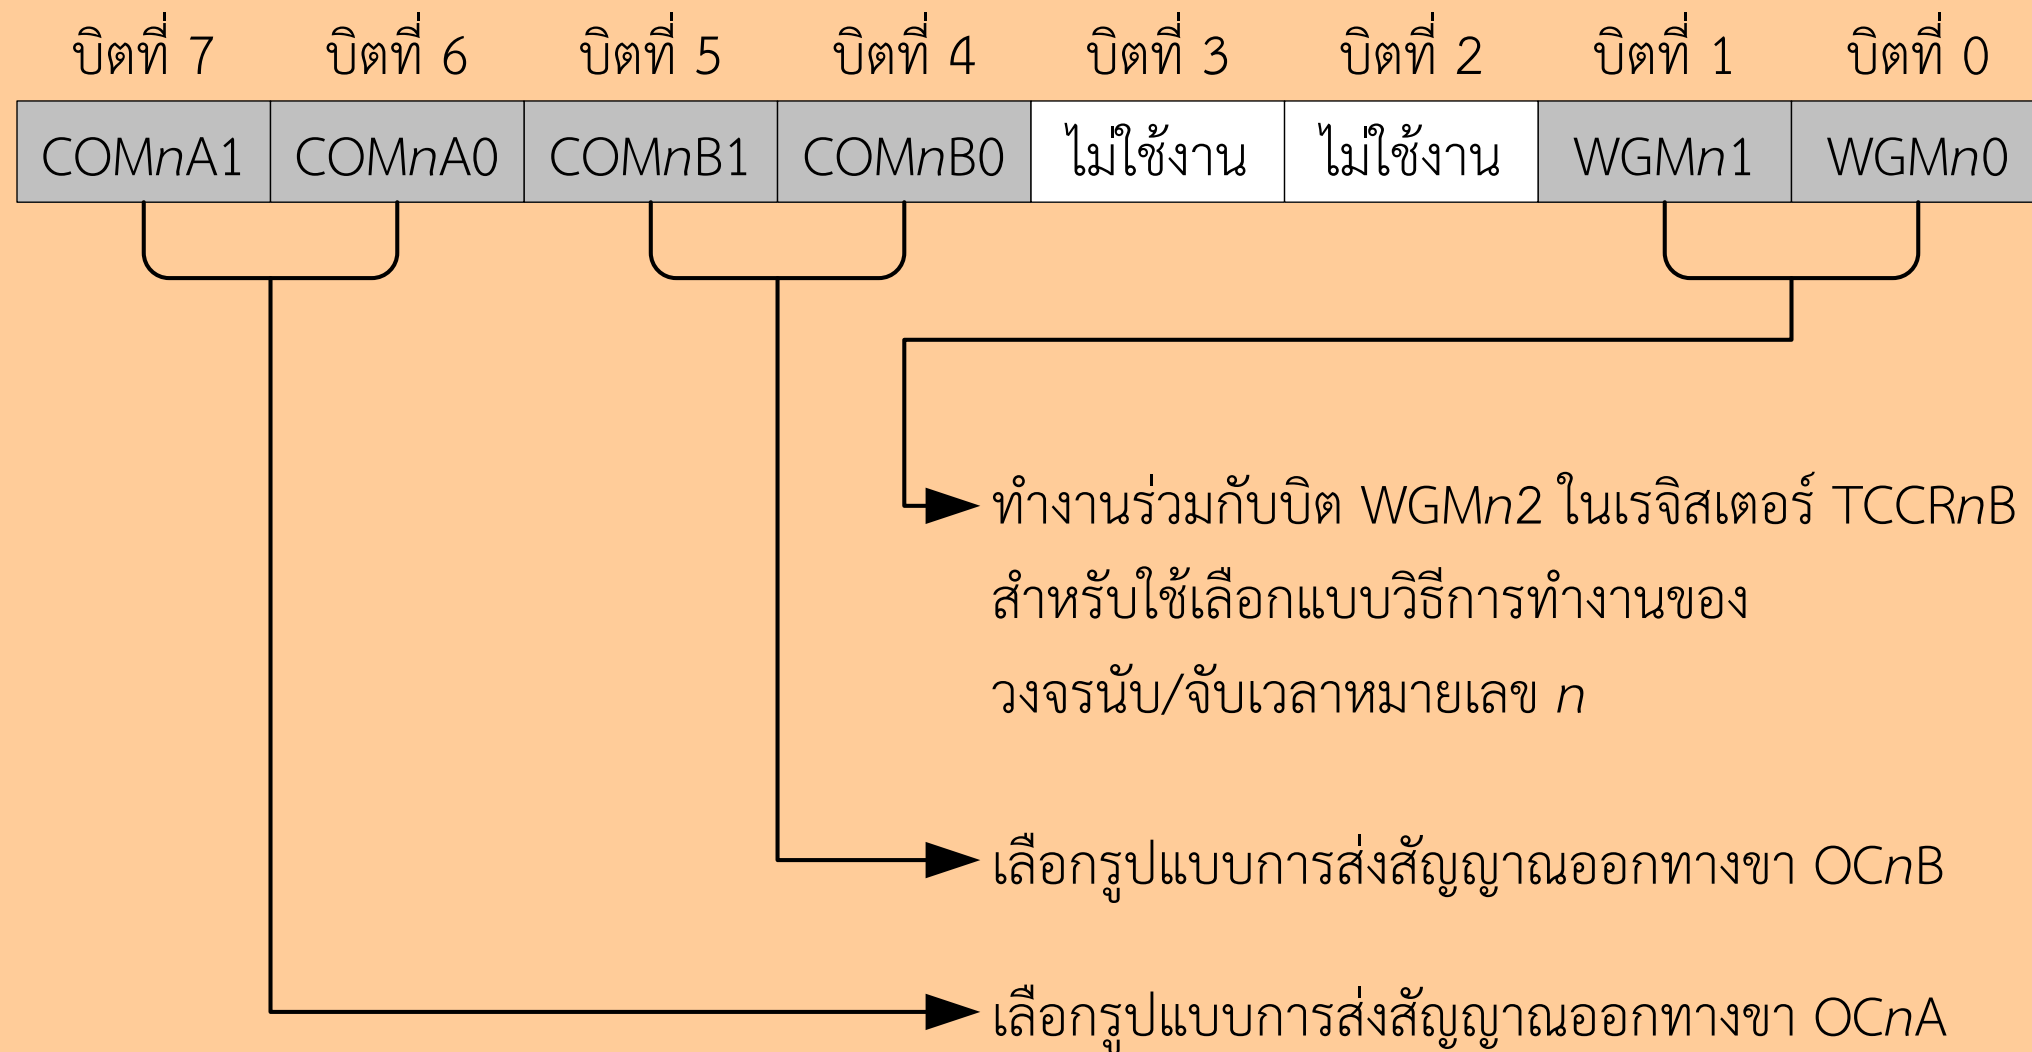 บิตที่ 7 บิตที่ 6 บิตที่ 5 บิตที่ 4 บิตที่ 3 บิตที่ 2 บิตที่ 1 บิตที่ 0
COMnA1 COMnA0 COMnB1 COMnB0 ไม่ใช้งาน ไม่ใช้งาน WGMn1 WGMn0
ทำงานร่วมกับบิต WGMn2 ในเรจิสเตอร์ TCCRnB
สำหรับใช้เลือกแบบวิธีการทำงานของ
วงจรนับ/จับเวลาหมายเลข n
เลือกรูปแบบการส่งสัญญาณออกทางขา OCnB
เลือกรูปแบบการส่งสัญญาณออกทางขา OCnA